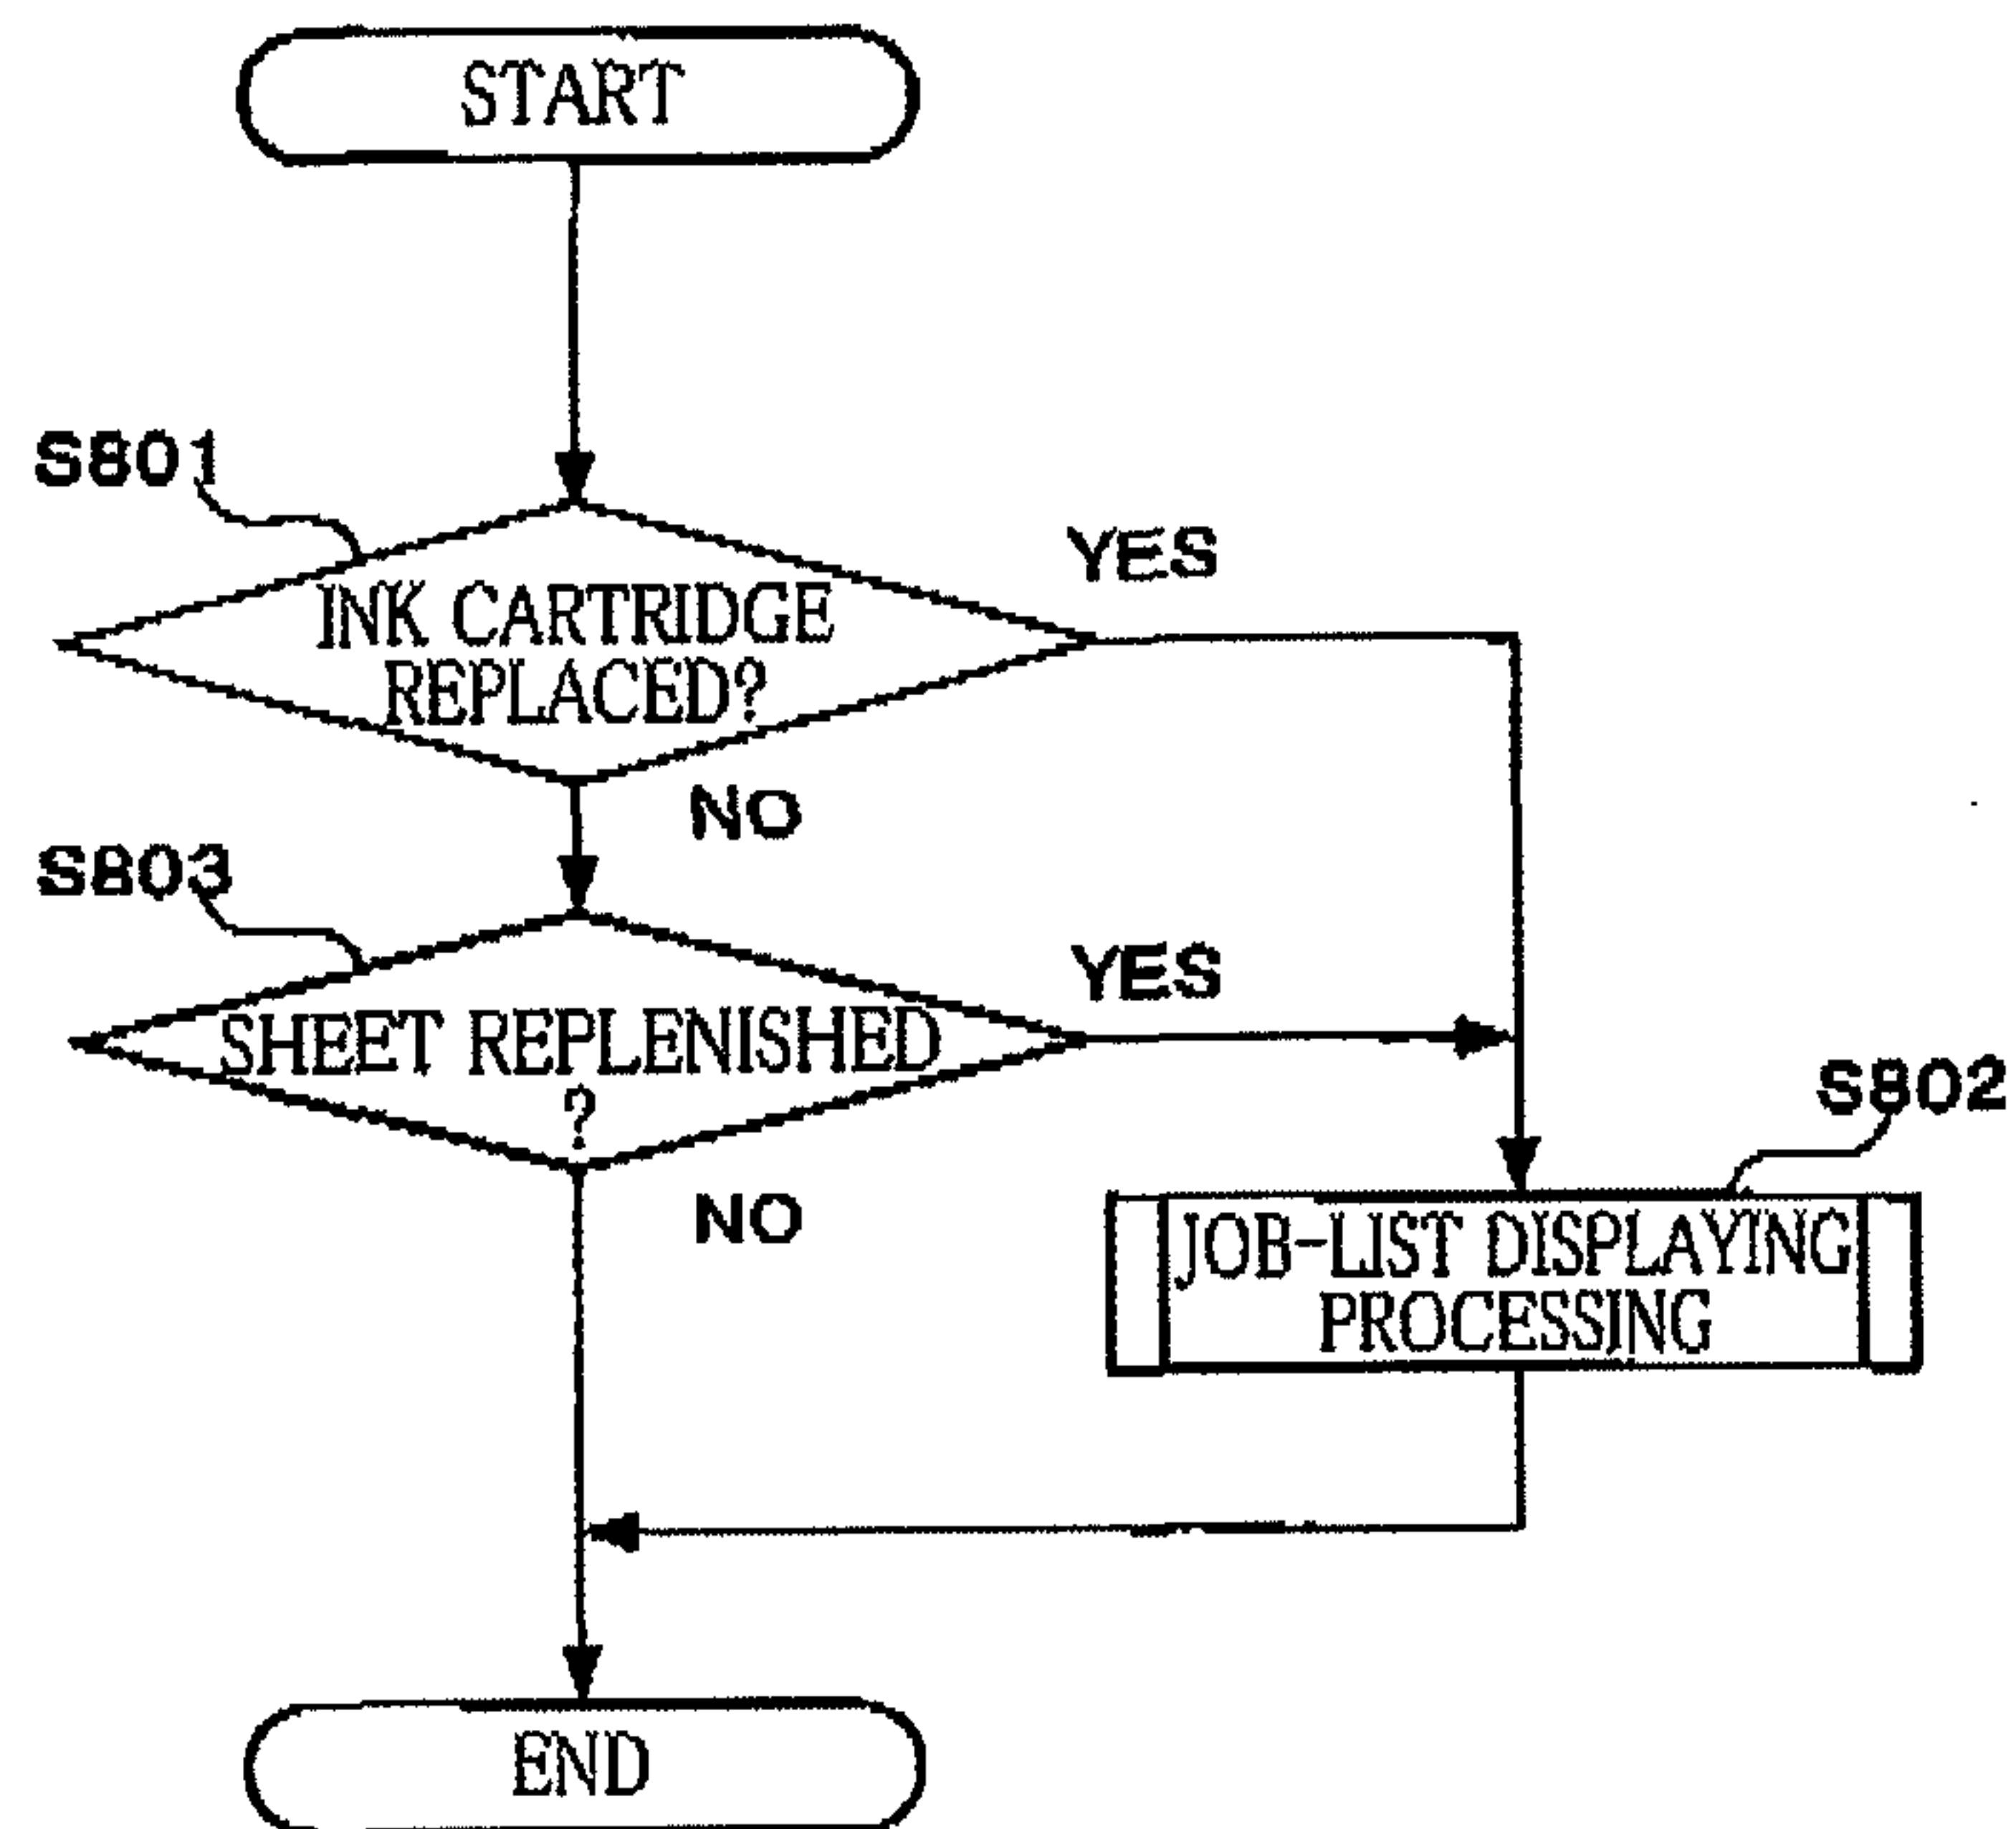 START
S801
INK CARTRIDGE
REPLACED?
YES
NO
S803
SHEET REPLENISHED
?
YES
NO
S802
JOB-LIST DISPLAYING
PROCESSING
END